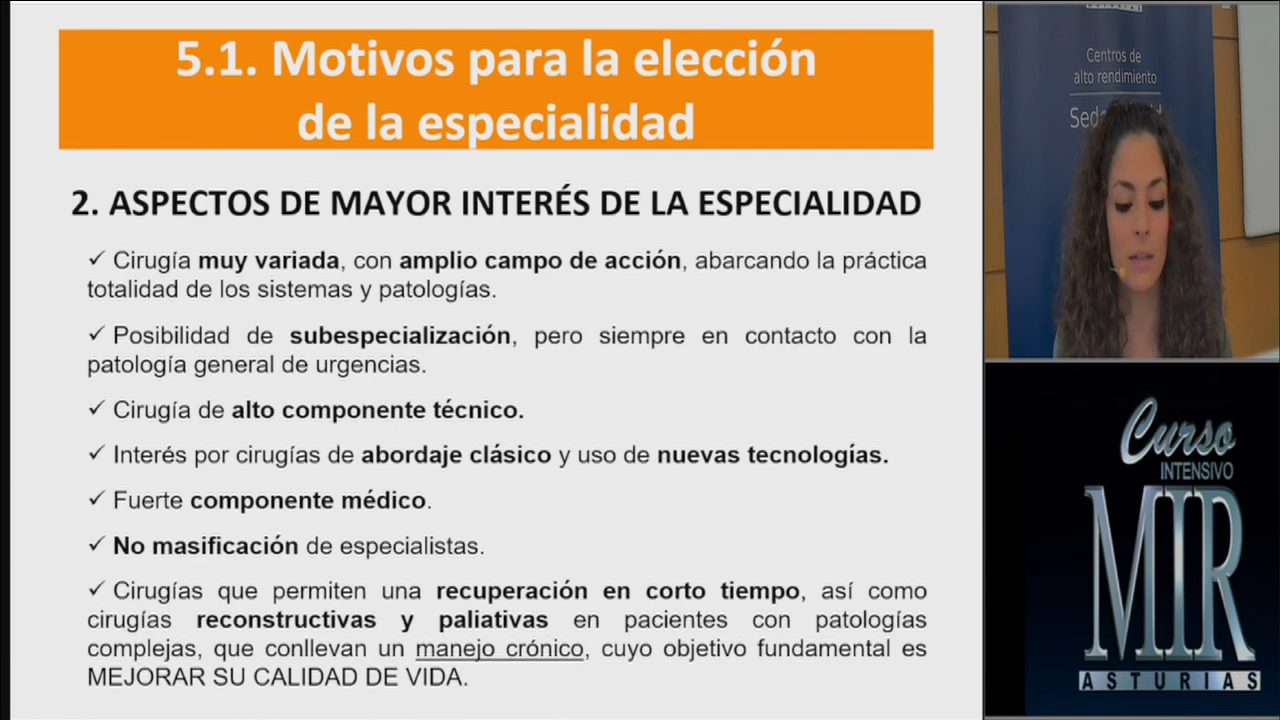 5.1. Motivos para la elección
de la especialidad
2. ASPECTOS DE MAYOR INTERÉS DE LA ESPECIALIDAD
✓ Cirugía muy variada, con amplio campo de acción, abarcando la práctica
totalidad de los sistemas y patologías.
✓ Posibilidad de subespecialización, pero siempre en contacto con la
patología general de urgencias.
✓ Cirugía de alto componente técnico.
✓ Interés por cirugías de abordaje clásico y uso de nuevas tecnologías.
✓ Fuerte componente médico.
✓ No masificación de especialistas.
✓ Cirugías que permiten una recuperación en corto tiempo, así como
cirugías reconstructivas y paliativas en pacientes con patologías
complejas, que conllevan un manejo crónico, cuyo objetivo fundamental es
MEJORAR SU CALIDAD DE VIDA.
Centros de
alto rendimiento
Curso
INTENSIVO
MIR
ASTURIAS